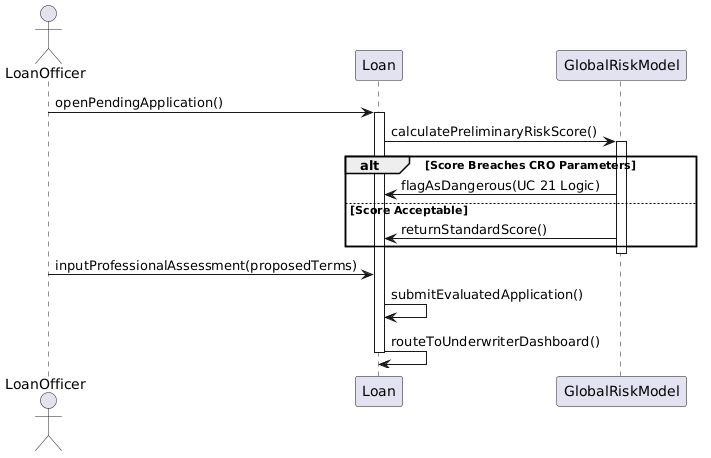 LoanOfficer
Loan
GlobalRiskModel
openPendingApplication()
calculatePreliminaryRiskScore()
alt
[Score Breaches CRO Parameters]
flagAsDangerous(UC 21 Logic)
[Score Acceptable]
returnStandardScore()
inputProfessionalAssessment(proposedTerms)
submitEvaluatedApplication()
routeToUnderwriterDashboard()
LoanOfficer
Loan
GlobalRiskModel